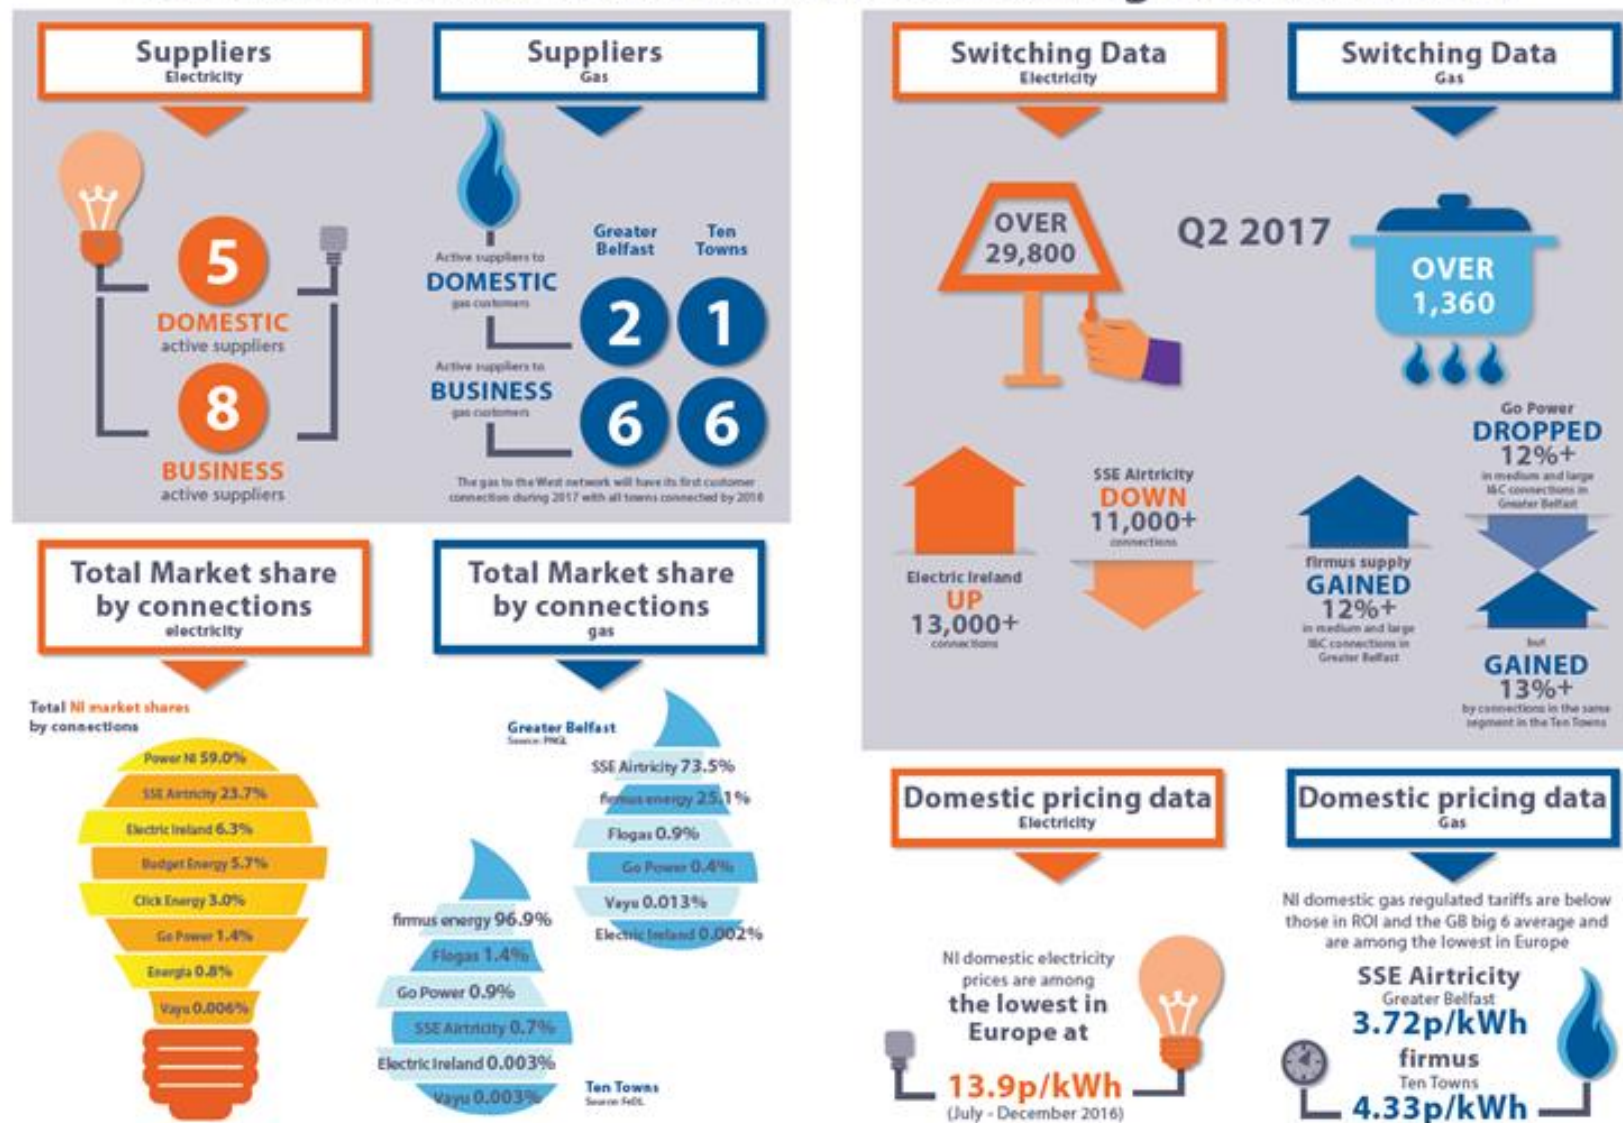 Suppliers
Electricity
5
DOMESTIC
active suppliers
8
BUSINESS
active suppliers
Suppliers
Gas
Greater
Belfast
Ten
Towns
Active suppliers to
DOMESTIC
gas customers
2
1
Active suppliers to
BUSINESS
gas customers
6
6
The gas to the West network will have its first customer
connection during 2017 with all towns connected by 2018
Switching Data
Electricity
OVER
29,800
Q2 2017
Electric Ireland
UP
13,000+
connections
SSE Airtricity
DOWN
11,000+
connections
Switching Data
Gas
OVER
1,360
firmus supply
GAINED
12%+
in medium and large
I&C connections in
Greater Belfast
Go Power
DROPPED
12%+
in medium and large
I&C connections in
Greater Belfast
but
GAINED
13%+
by connections in the same
segment in the Ten Towns
Total Market share
by connections
electricity
Total NI market shares
by connections
Power NI 59.0%
SSE Airtricity 23.7%
Electric Ireland 6.3%
Budget Energy 5.7%
Click Energy 3.0%
Go Power 1.4%
Energia 0.8%
Vayu 0.006%
Total Market share
by connections
gas
Greater Belfast
Source: PNGL
SSE Airtricity 73.5%
firmus energy 25.1%
Flogas 0.9%
Go Power 0.4%
Vayu 0.013%
Electric Ireland 0.002%
firmus energy 96.9%
Flogas 1.4%
Go Power 0.9%
SSE Airtricity 0.7%
Electric Ireland 0.003%
Vayu 0.003%
Ten Towns
Source: FeDL
Domestic pricing data
Electricity
NI domestic electricity
prices are among
the lowest in
Europe at
13.9p/kWh
(July - December 2016)
Domestic pricing data
Gas
NI domestic gas regulated tariffs are below
those in ROI and the GB big 6 average and
are among the lowest in Europe
SSE Airtricity
Greater Belfast
3.72p/kWh
firmus
Ten Towns
4.33p/kWh